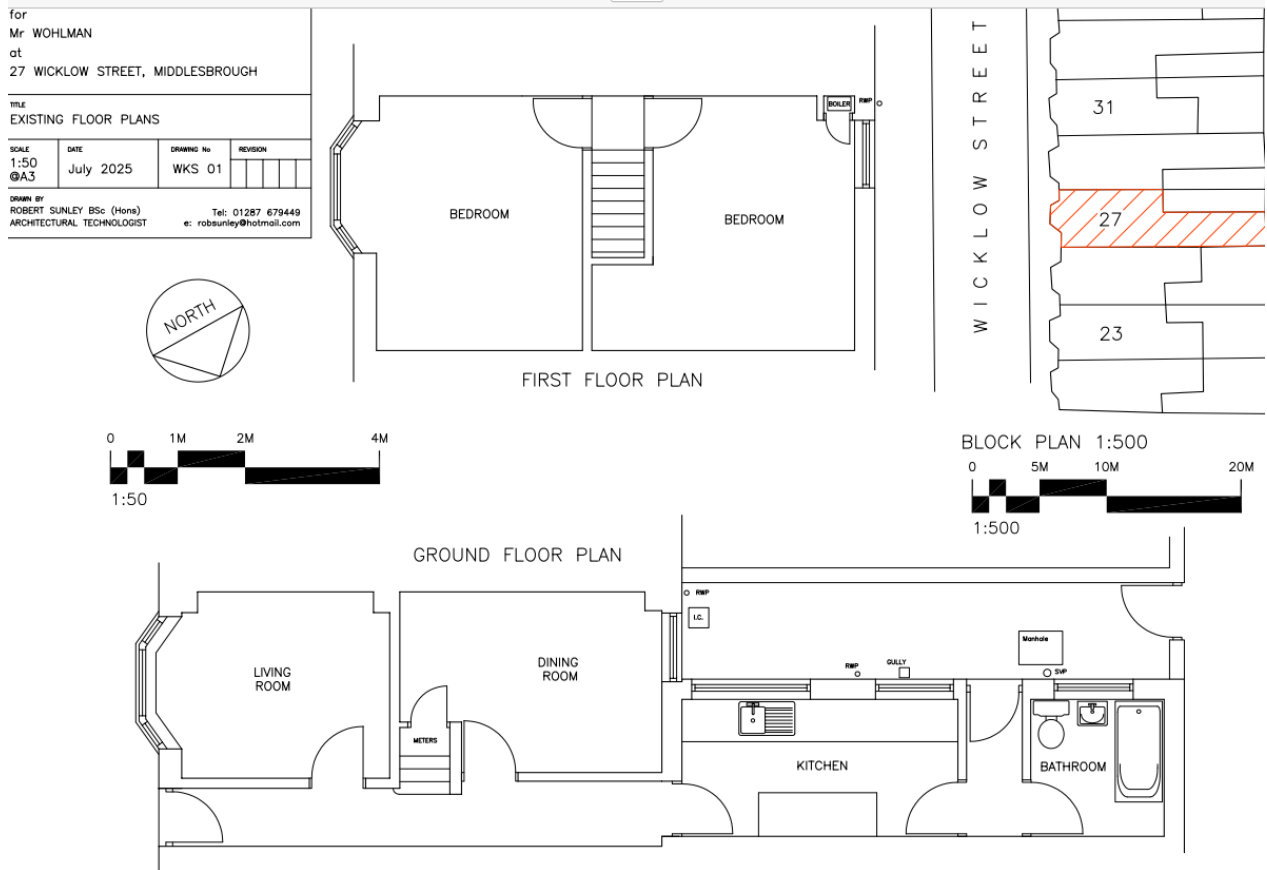 for
Mr WOHLMAN
at
27 WICKLOW STREET, MIDDLESBROUGH
TITLE
EXISTING FLOOR PLANS
SCALE
1:50
@A3
DATE
July 2025
DRAWING No
WKS 01
REVISION
DRAWN BY
ROBERT SUNLEY BSc (Hons)
ARCHITECTURAL TECHNOLOGIST
Tel: 01287 679449
e: robsunley@hotmail.com
NORTH
BOILER
RWP
BEDROOM
BEDROOM
FIRST FLOOR PLAN
WICKLOW STREET
31
27
23
0 1M 2M 4M
1:50
BLOCK PLAN 1:500
0 5M 10M 20M
1:500
GROUND FLOOR PLAN
RWP
I.C.
Manhole
LIVING
ROOM
DINING
ROOM
RWP
GULLY
SVP
METERS
KITCHEN
BATHROOM